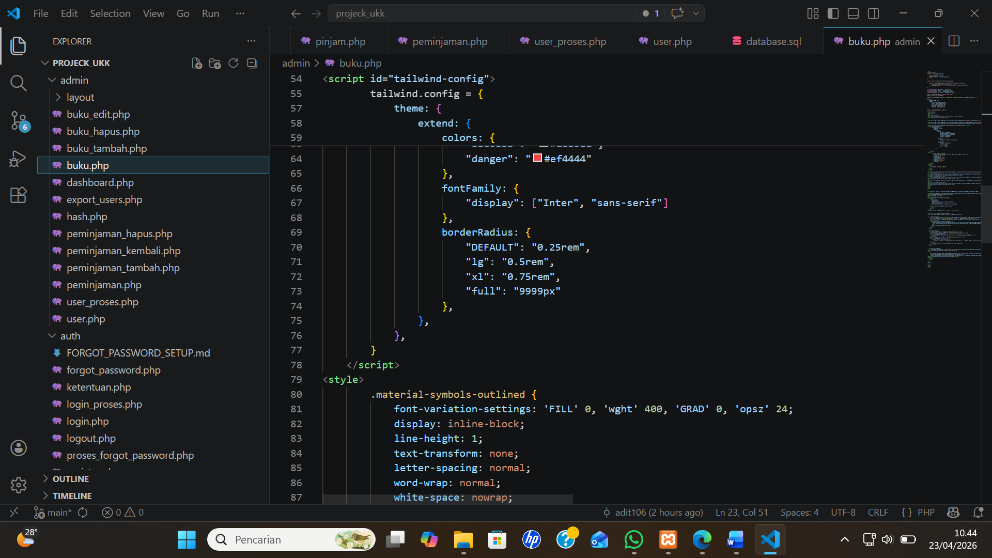 File Edit Selection View Go Run ···
projeck_ukk
1
EXPLORER ···
pinjam.php peminjaman.php user_proses.php user.php database.sql buku.php admin
PROJECK_UKK
admin > buku.php
admin
layout
buku_edit.php
buku_hapus.php
buku_tambah.php
buku.php
dashboard.php
export_users.php
hash.php
peminjaman_hapus.php
peminjaman_kembali.php
peminjaman_tambah.php
peminjaman.php
user_proses.php
user.php
auth
FORGOT_PASSWORD_SETUP.md
forgot_password.php
ketentuan.php
login_proses.php
login.php
logout.php
proses_forgot_password.php
OUTLINE
TIMELINE
6
54 <script id="tailwind-config">
55 tailwind.config = {
57 theme: {
58 extend: {
59 colors: {
64 "danger": "#ef4444"
65 },
66 fontFamily: {
67 "display": ["Inter", "sans-serif"]
68 },
69 borderRadius: {
70 "DEFAULT": "0.25rem",
71 "lg": "0.5rem",
72 "xl": "0.75rem",
73 "full": "9999px"
74 },
75 },
76 },
77 }
78 </script>
79 <style>
80 .material-symbols-outlined {
81 font-variation-settings: 'FILL' 0, 'wght' 400, 'GRAD' 0, 'opsz' 24;
82 display: inline-block;
83 line-height: 1;
84 text-transform: none;
85 letter-spacing: normal;
86 word-wrap: normal;
87 white-space: nowrap;
main* 0 0 adit106 (2 hours ago) Ln 23, Col 51 Spaces: 4 UTF-8 CRLF { } PHP
28° Pencarian 10.44
23/04/2026